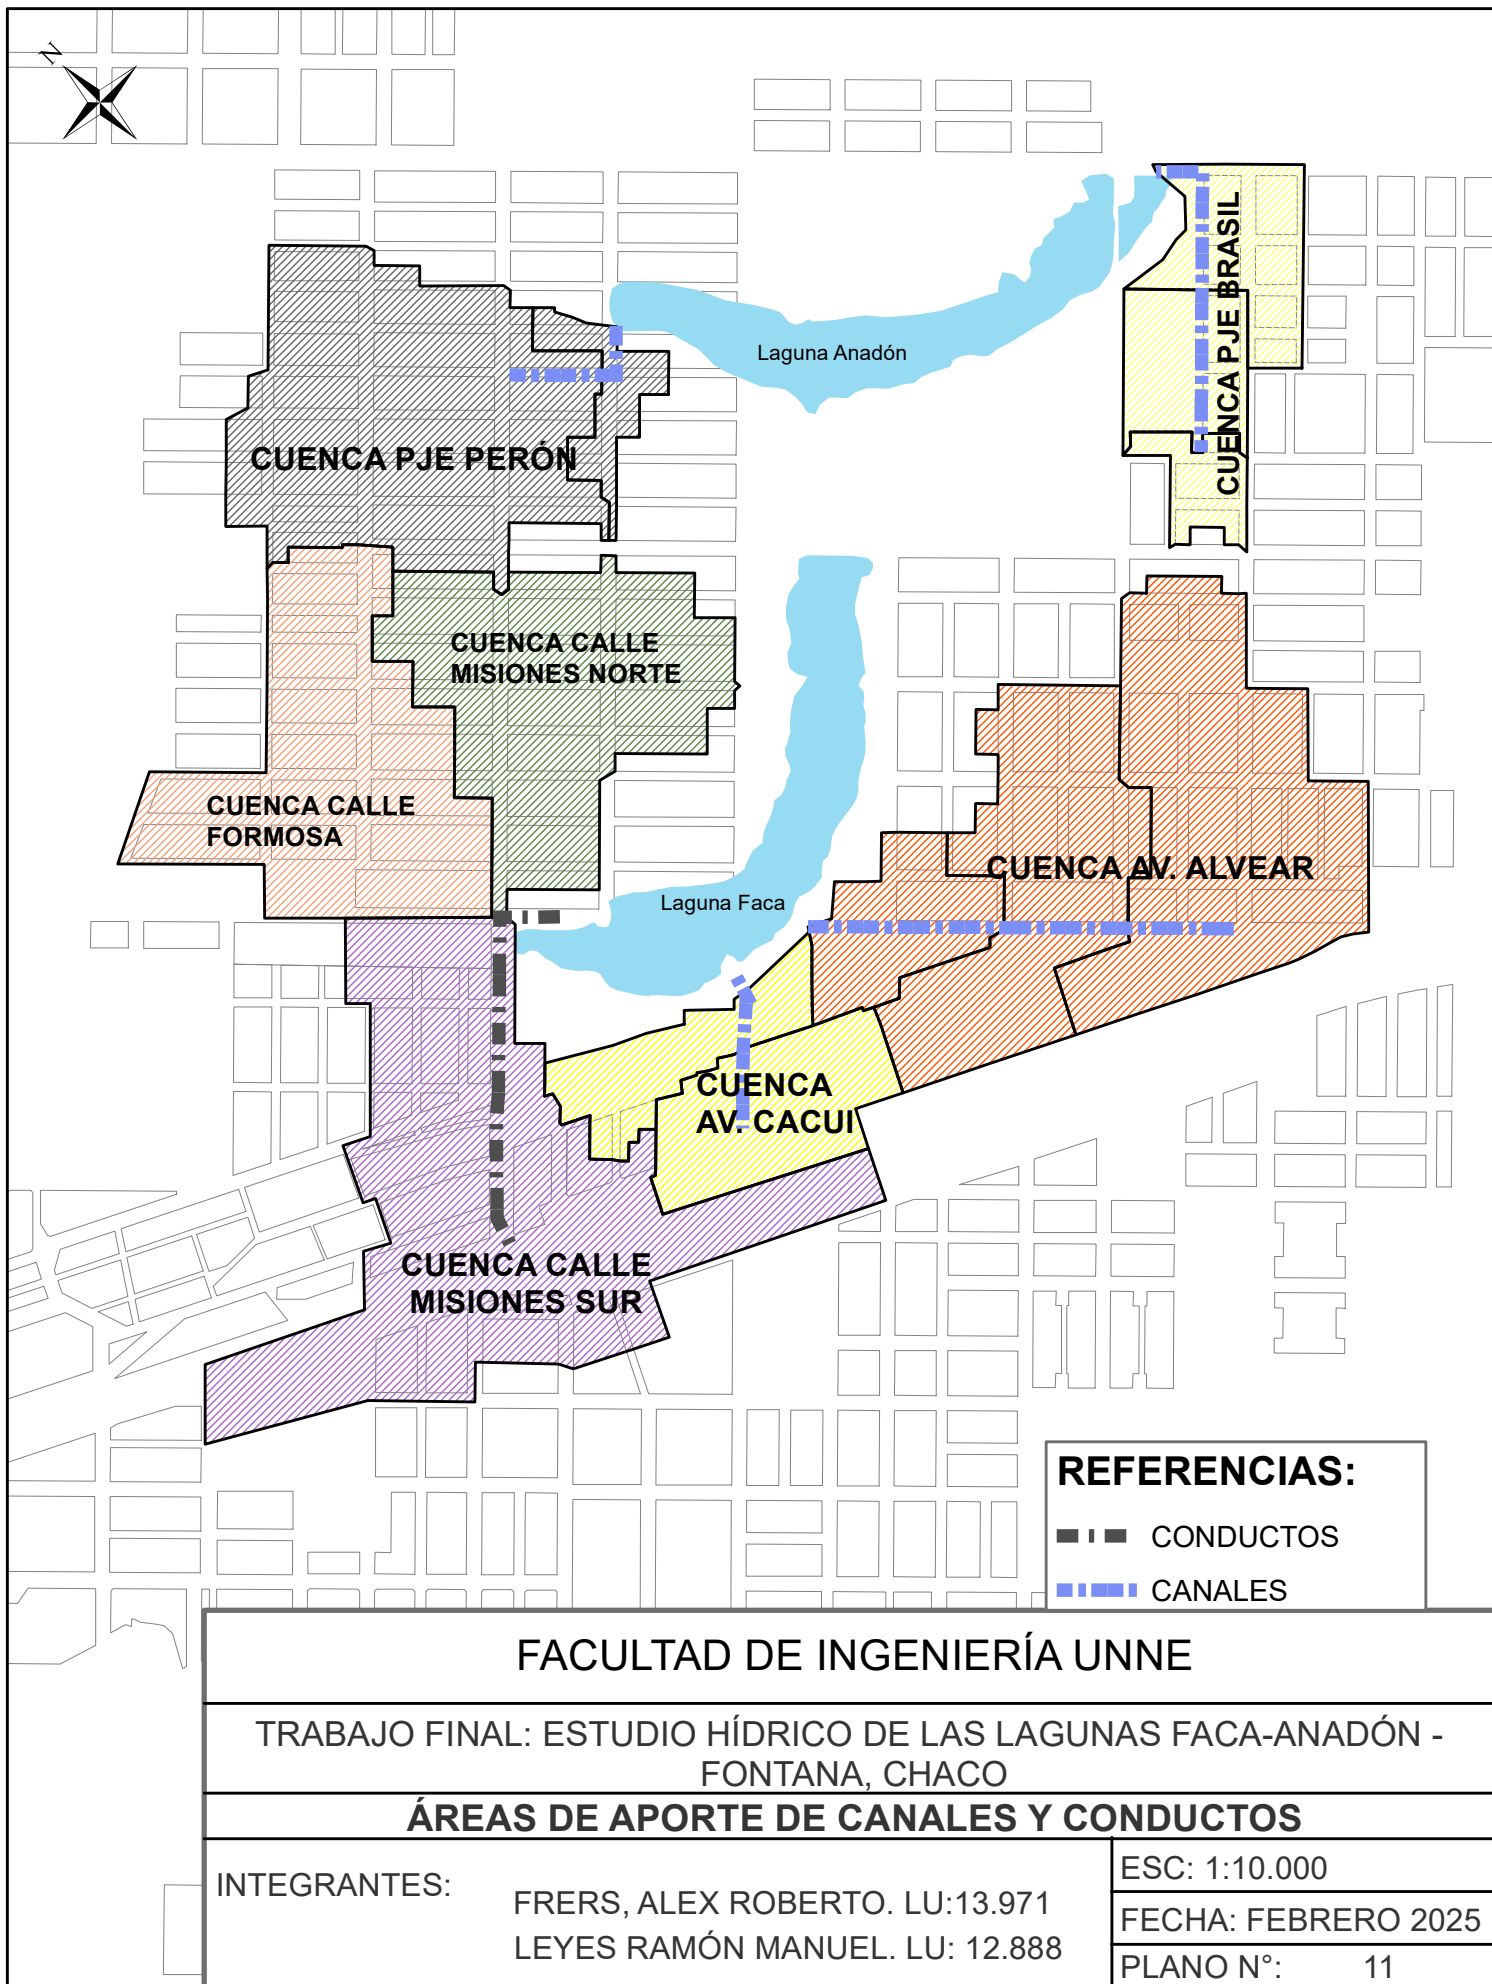 N
Laguna Anadón
CUENCA PJE BRASIL
CUENCA PJE PERÓN
CUENCA CALLE
MISIONES NORTE
CUENCA CALLE
FORMOSA
CUENCA AV. ALVEAR
Laguna Faca
CUENCA
AV. CACUI
CUENCA CALLE
MISIONES SUR
REFERENCIAS:
CONDUCTOS
CANALES
FACULTAD DE INGENIERÍA UNNE
TRABAJO FINAL: ESTUDIO HÍDRICO DE LAS LAGUNAS FACA-ANADÓN -
FONTANA, CHACO
ÁREAS DE APORTE DE CANALES Y CONDUCTOS
INTEGRANTES:
FRERS, ALEX ROBERTO. LU:13.971
LEYES RAMÓN MANUEL. LU: 12.888
ESC: 1:10.000
FECHA: FEBRERO 2025
PLANO N°: 11